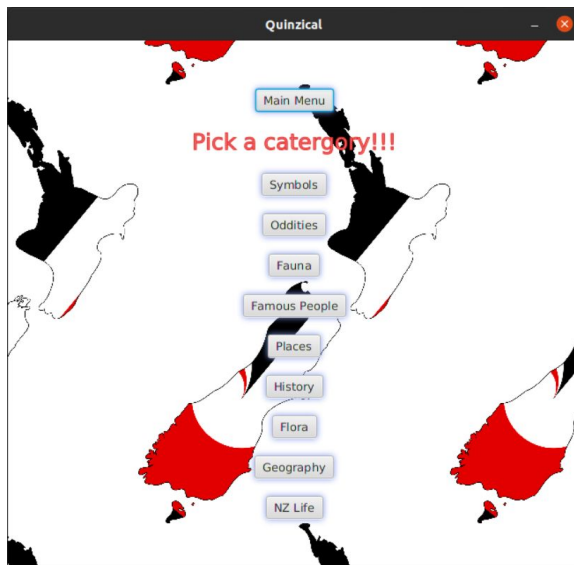 Quinzical
Main Menu
Pick a catergory!!!
Symbols
Oddities
Fauna
Famous People
Places
History
Flora
Geography
NZ Life